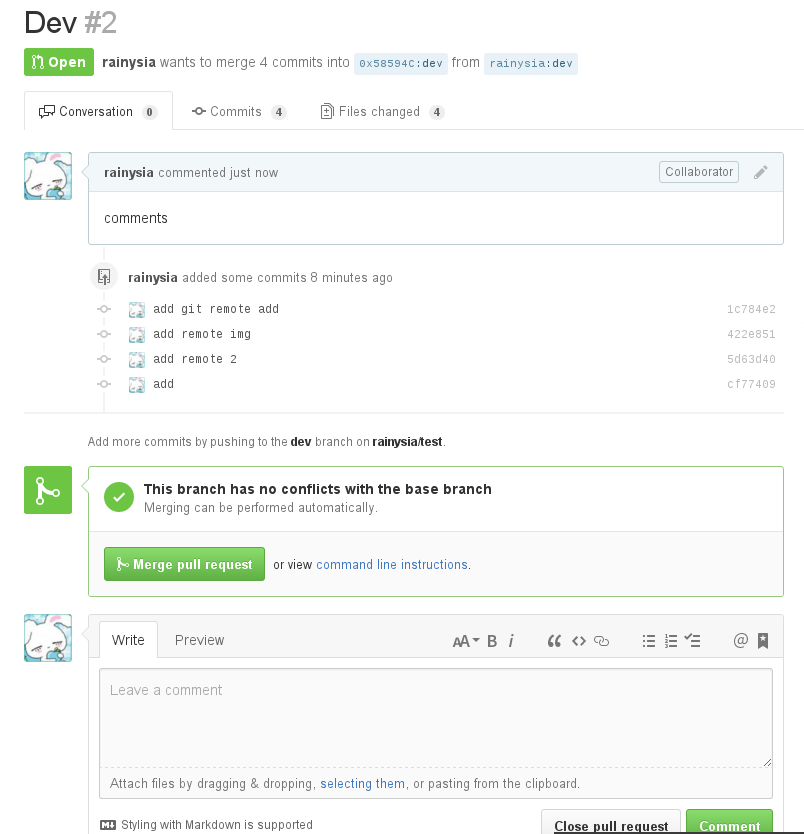 Dev #2
Open rainysia wants to merge 4 commits into 0x58594C:dev from rainysia:dev
Conversation 0 Commits 4 Files changed 4
rainysia commented just now Collaborator
comments
rainysia added some commits 8 minutes ago
add git remote add 1c784e2
add remote img 422e851
add remote 2 5d63d40
add cf77409
Add more commits by pushing to the dev branch on rainysia/test.
This branch has no conflicts with the base branch
Merging can be performed automatically.
Merge pull request or view command line instructions.
Write Preview AA B i “ <> @
Leave a comment
Attach files by dragging & dropping, selecting them, or pasting from the clipboard.
Styling with Markdown is supported
Close pull request Comment